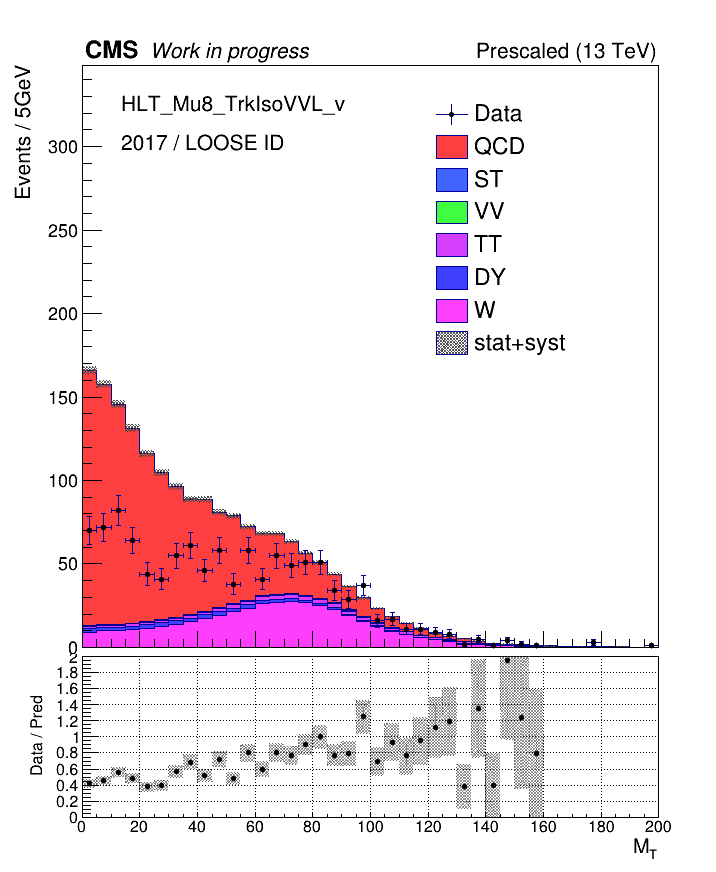 CMS Work in progress Prescaled (13 TeV)
HLT_Mu8_TrkIsoVVL_v
2017 / LOOSE ID
Data
QCD
ST
VV
TT
DY
W
stat+syst
Events / 5GeV
300
250
200
150
100
50
0
Data / Pred
2
1.8
1.6
1.4
1.2
1
0.8
0.6
0.4
0.2
0
0 20 40 60 80 100 120 140 160 180 200
M_T